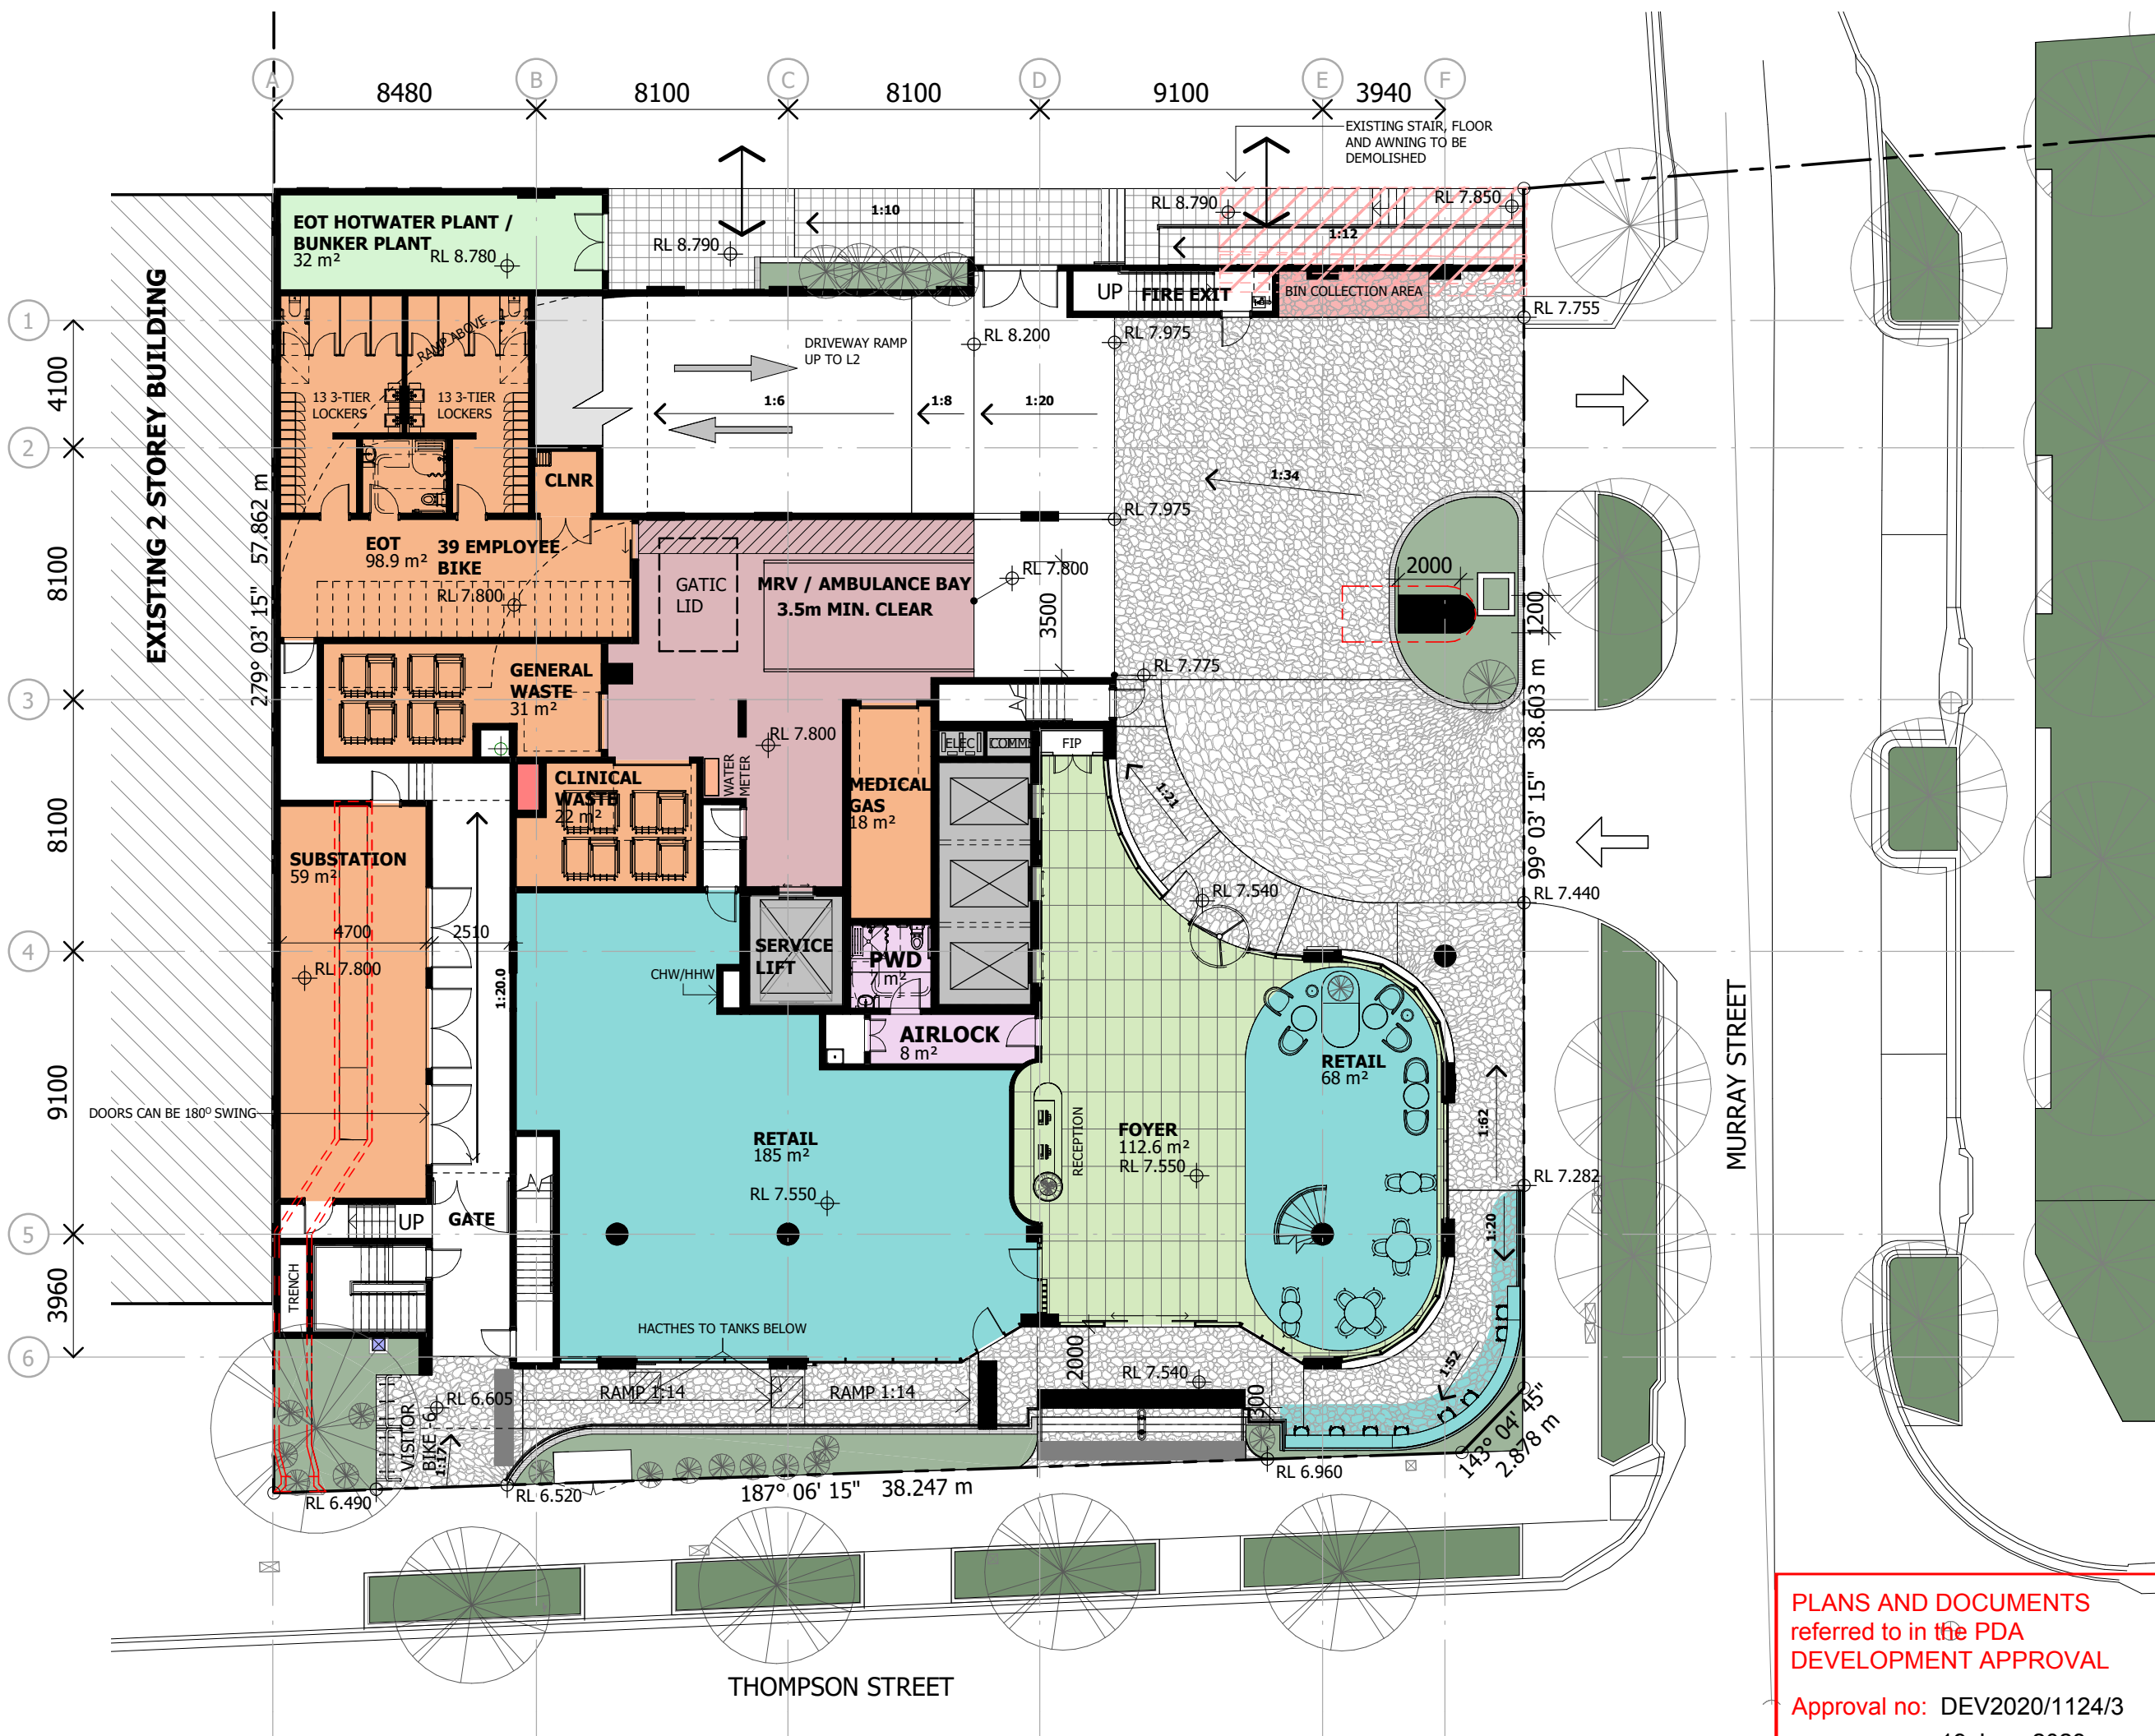 A
B
C
D
E
F
8480
8100
8100
9100
3940
EXISTING STAIR, FLOOR
AND AWNING TO BE
DEMOLISHED
EOT HOTWATER PLANT /
BUNKER PLANT
32 m²
RL 8.780
RL 8.790
1:10
RL 8.790
RL 7.850
1:12
UP
FIRE EXIT
BIN COLLECTION AREA
RL 7.755
1
2
3
4
5
6
4100
8100
8100
9100
3960
EXISTING 2 STOREY BUILDING
279° 03' 15"   57.862 m
RAMP ABOVE
13 3-TIER
LOCKERS
13 3-TIER
LOCKERS
DRIVEWAY RAMP
UP TO L2
RL 8.200
RL 7.975
1:6
1:8
1:20
CLNR
1:34
RL 7.975
EOT
98.9 m²
39 EMPLOYEE
BIKE
RL 7.800
GATIC
LID
MRV / AMBULANCE BAY
3.5m MIN. CLEAR
RL 7.800
3500
2000
1200
GENERAL
WASTE
31 m²
RL 7.775
99° 03' 15"   38.603 m
RL 7.800
WATER
METER
ELEC
COMMS
FIP
CLINICAL
WASTE
22 m²
MEDICAL
GAS
18 m²
1:21
SUBSTATION
59 m²
RL 7.540
RL 7.440
4700
2510
RL 7.800
1:20.0
SERVICE
LIFT
CHW/HHW
PWD
7 m²
AIRLOCK
8 m²
RETAIL
68 m²
MURRAY STREET
DOORS CAN BE 180⁰ SWING
RETAIL
185 m²
RL 7.550
RECEPTION
FOYER
112.6 m²
RL 7.550
1:62
RL 7.282
1:20
UP
GATE
TRENCH
HACTHES TO TANKS BELOW
2000
RL 7.540
1:52
300
VISITOR
BIKE -6
1:17
RL 6.605
RAMP 1:14
RAMP 1:14
RL 6.490
RL 6.520
187° 06' 15"   38.247 m
RL 6.960
143° 04' 45"
2.878 m
THOMPSON STREET
PLANS AND DOCUMENTS
referred to in the PDA
DEVELOPMENT APPROVAL
Approval no: DEV2020/1124/3